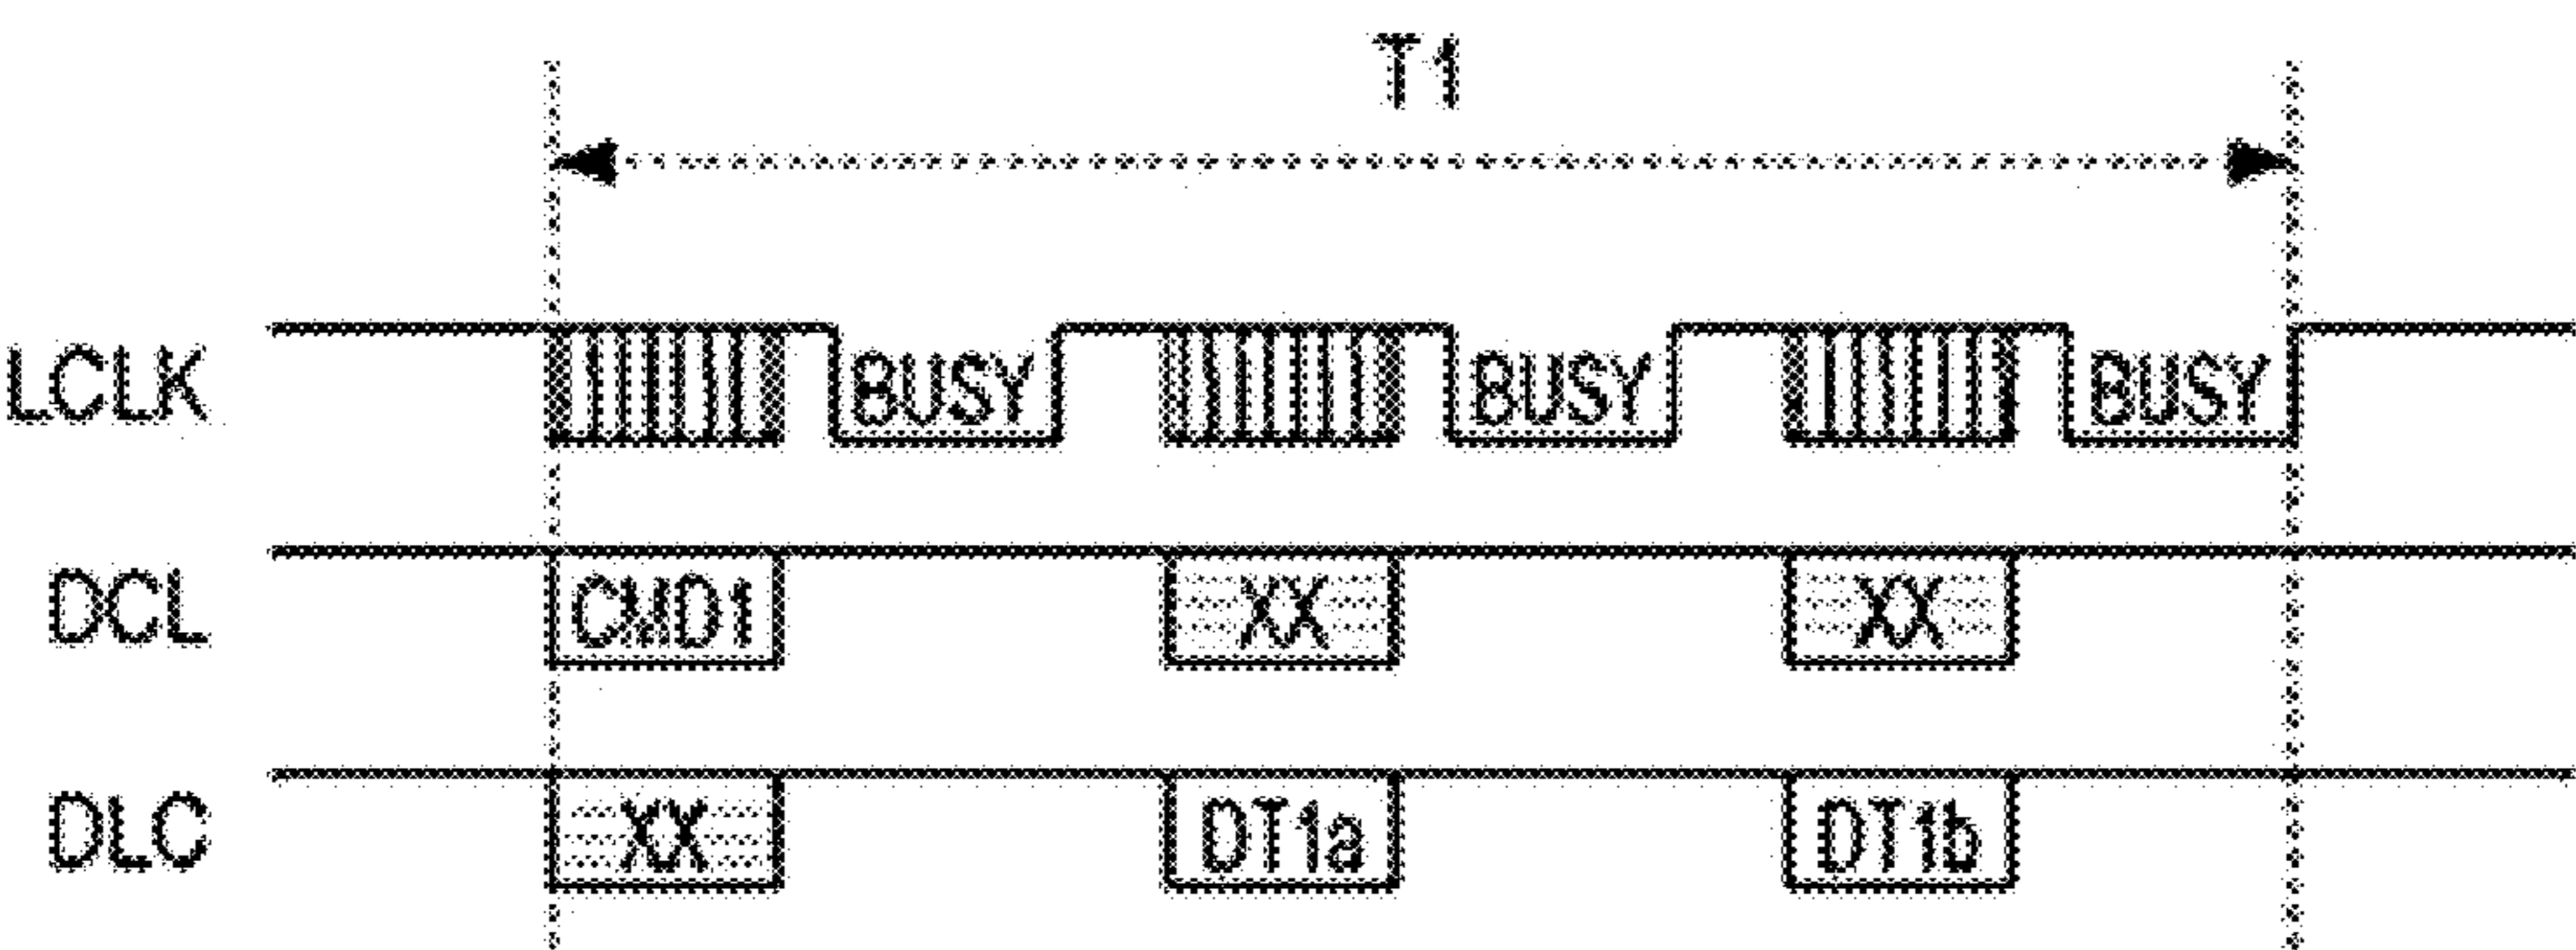 T1
LCLK BUSY BUSY BUSY
DCL CMD1 XX XX
DLC XX DT1a DT1b